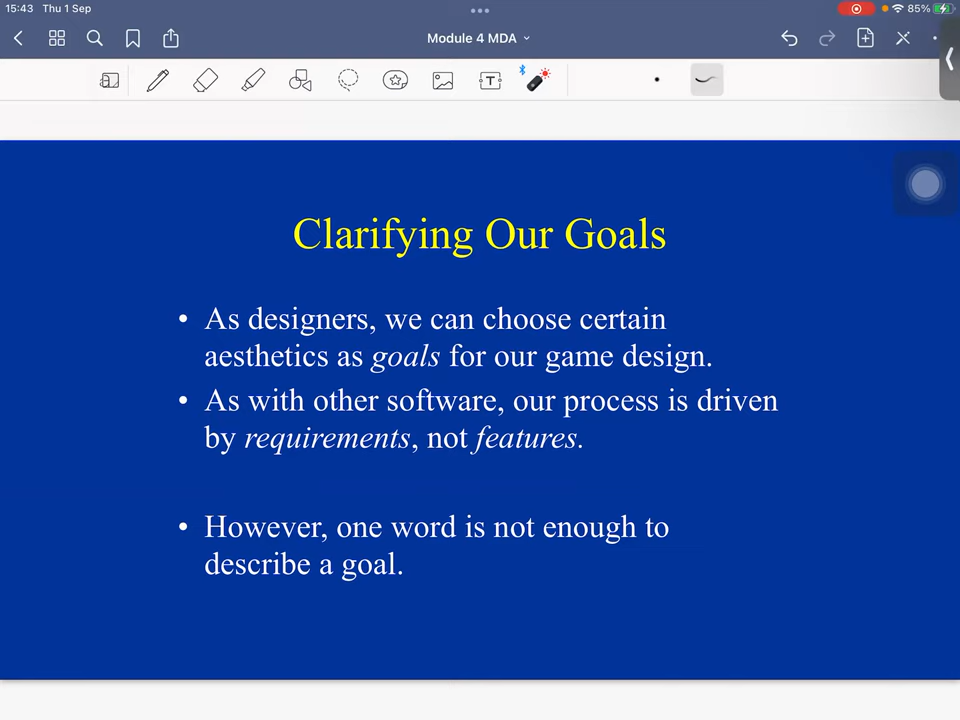 15:43 Thu 1 Sep
85%
Module 4 MDA
T
Clarifying Our Goals
• As designers, we can choose certain
aesthetics as goals for our game design.
• As with other software, our process is driven
by requirements, not features.
• However, one word is not enough to
describe a goal.